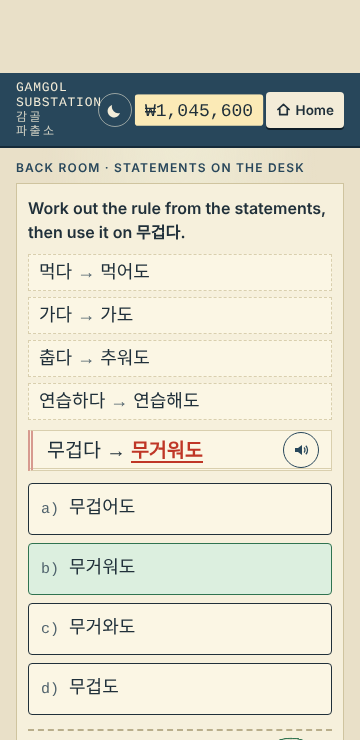 GAMGOL
SUBSTATION
감골
파출소
₩1,045,600
Home
BACK ROOM · STATEMENTS ON THE DESK
Work out the rule from the statements,
then use it on 무겁다.
먹다 → 먹어도
가다 → 가도
춥다 → 추워도
연습하다 → 연습해도
무겁다 → 무거워도
a) 무겁어도
b) 무거워도
c) 무거와도
d) 무겁도